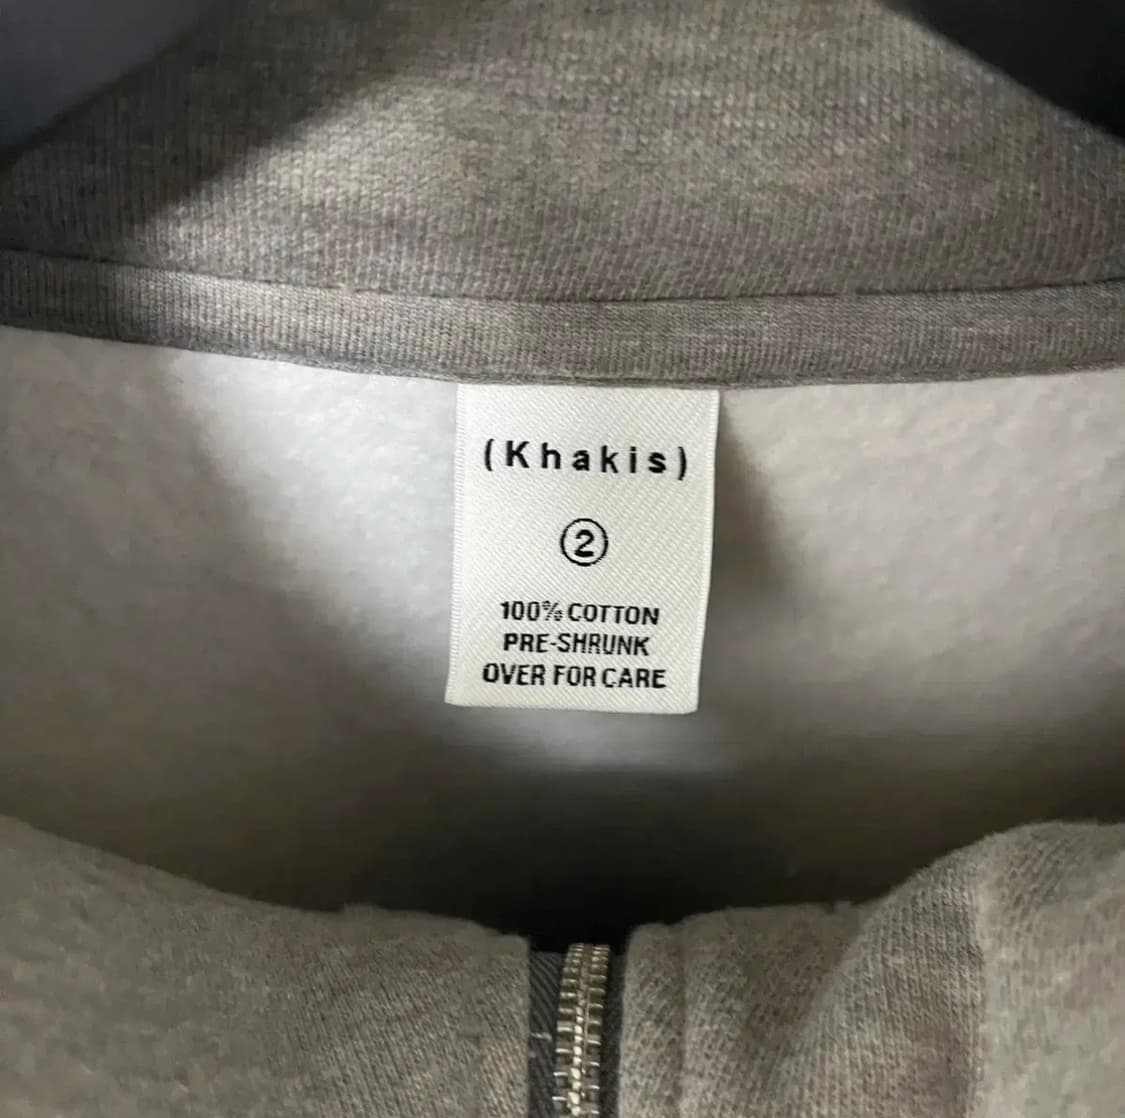 (Khakis)
2
100% COTTON
PRE-SHRUNK
OVER FOR CARE